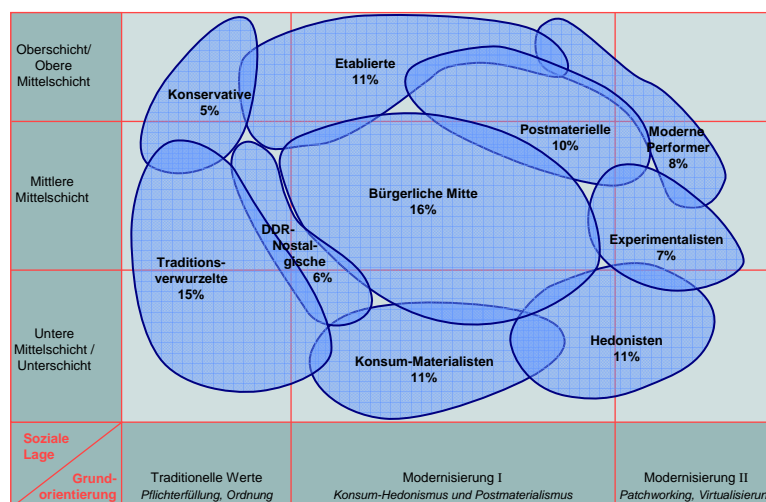 Oberschicht/
Obere
Mittelschicht
Etablierte
11%
Konservative
5%
Postmaterielle
10%
Moderne
Performer
8%
Mittlere
Mittelschicht
Bürgerliche Mitte
16%
DDR-
Nostal-
gische
6%
Traditions-
verwurzelte
15%
Experimentalisten
7%
Untere
Mittelschicht /
Unterschicht
Konsum-Materialisten
11%
Hedonisten
11%
Soziale
Lage
Grund-
orientierung
Traditionelle Werte
Pflichterfüllung, Ordnung
Modernisierung I
Konsum-Hedonismus und Postmaterialismus
Modernisierung II
Patchworking, Virtualisierun